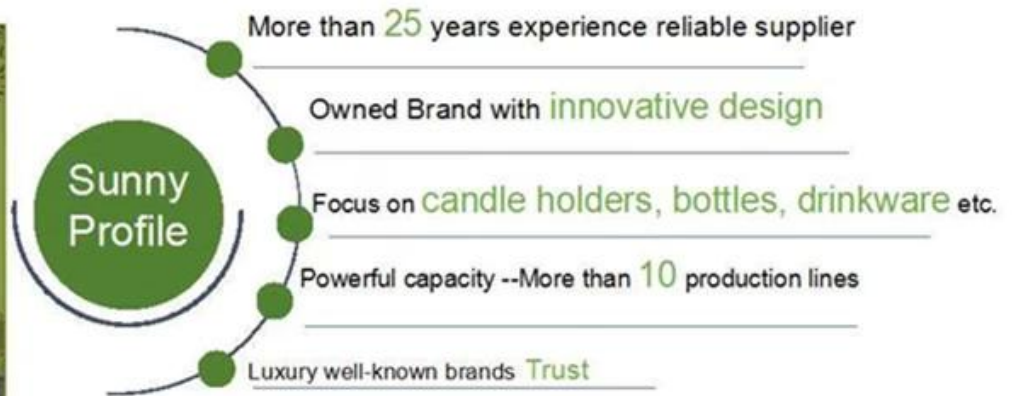 More than 25 years experience reliable supplier
Owned Brand with innovative design
Sunny
Profile
Focus on candle holders, bottles, drinkware etc.
Powerful capacity --More than 10 production lines
Luxury well-known brands Trust